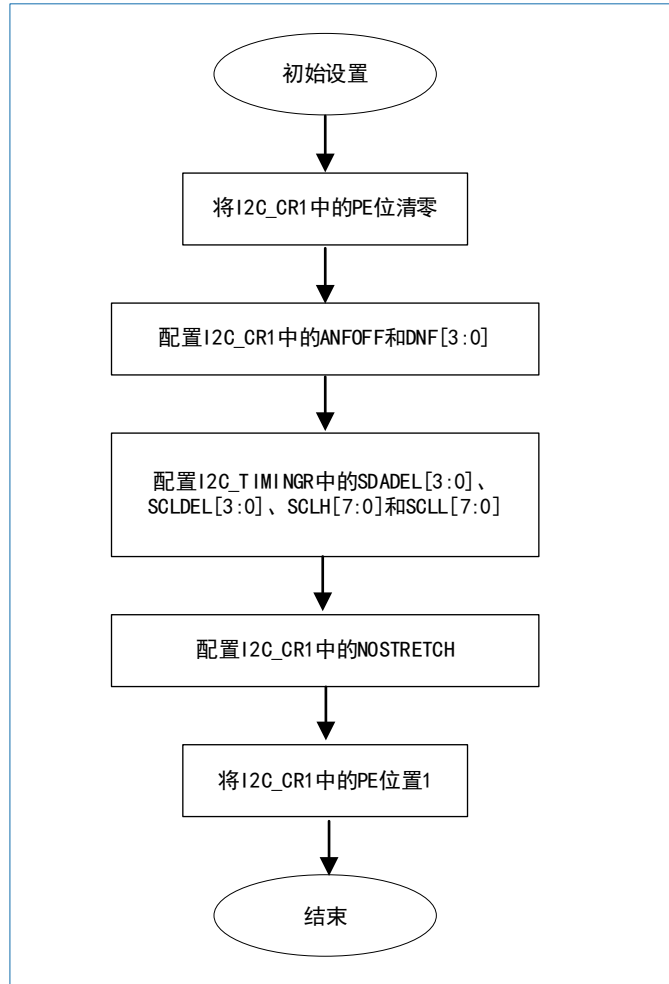 初始设置
将I2C_CR1中的PE位清零
配置I2C_CR1中的ANFOFF和DNF[3:0]
配置I2C_TIMINGR中的SDADEL[3:0]、
SCLDEL[3:0]、SCLH[7:0]和SCLL[7:0]
配置I2C_CR1中的NOSTRETCH
将I2C_CR1中的PE位置1
结束